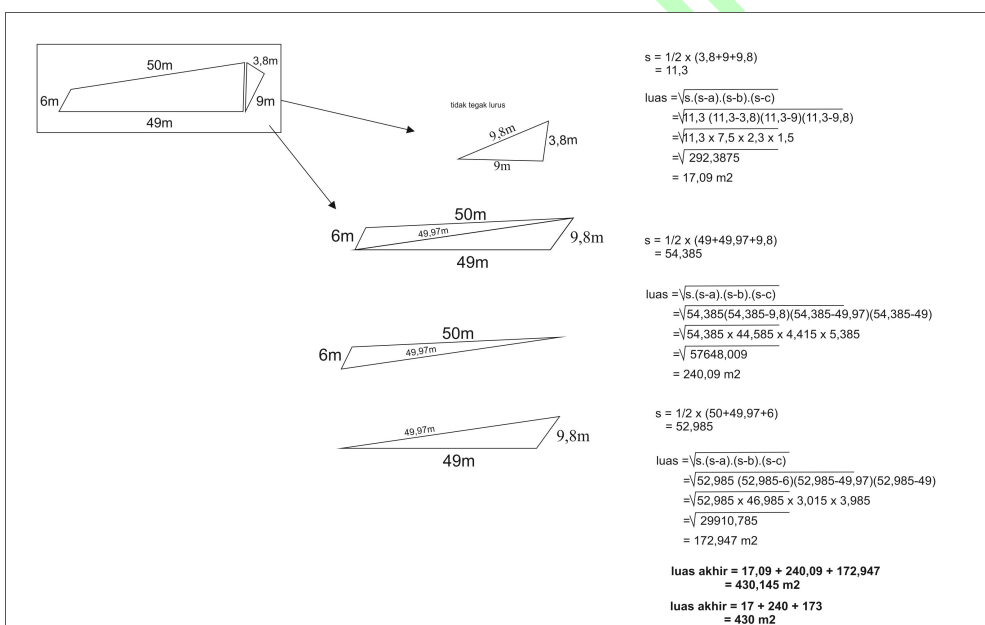 50m
3,8m
6m
9m
49m
tidak tegak lurus
9,8m
3,8m
9m
50m
6m
49,97m
9,8m
49m
50m
6m
49,97m
49,97m
9,8m
49m
s = 1/2 x (3,8+9+9,8)
= 11,3
luas =√s.(s-a).(s-b).(s-c)
=√11,3 (11,3-3,8)(11,3-9)(11,3-9,8)
=√11,3 x 7,5 x 2,3 x 1,5
=√ 292,3875
= 17,09 m2
s = 1/2 x (49+49,97+9,8)
= 54,385
luas =√s.(s-a).(s-b).(s-c)
=√54,385(54,385-9,8)(54,385-49,97)(54,385-49)
=√54,385 x 44,585 x 4,415 x 5,385
=√ 57648,009
= 240,09 m2
s = 1/2 x (50+49,97+6)
= 52,985
luas =√s.(s-a).(s-b).(s-c)
=√52,985 (52,985-6)(52,985-49,97)(52,985-49)
=√52,985 x 46,985 x 3,015 x 3,985
=√ 29910,785
= 172,947 m2
luas akhir = 17,09 + 240,09 + 172,947
= 430,145 m2
luas akhir = 17 + 240 + 173
= 430 m2